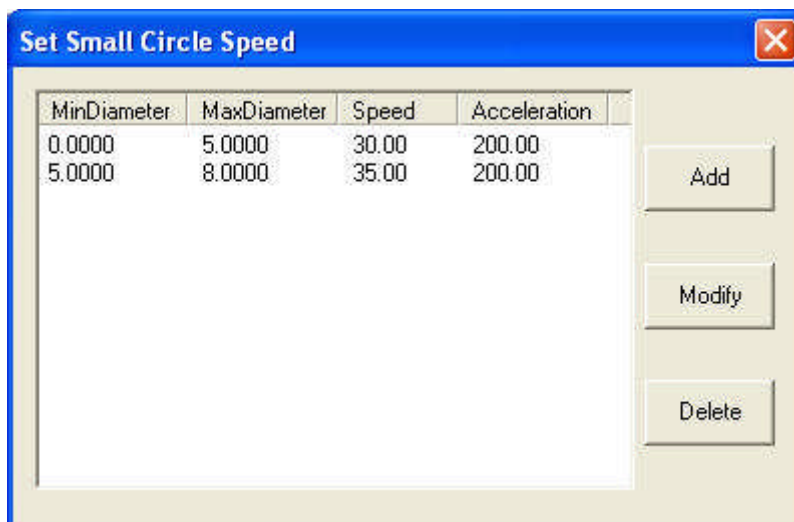 Set Small Circle Speed
MinDiameter MaxDiameter Speed Acceleration
0.0000 5.0000 30.00 200.00
5.0000 8.0000 35.00 200.00
Add
Modify
Delete